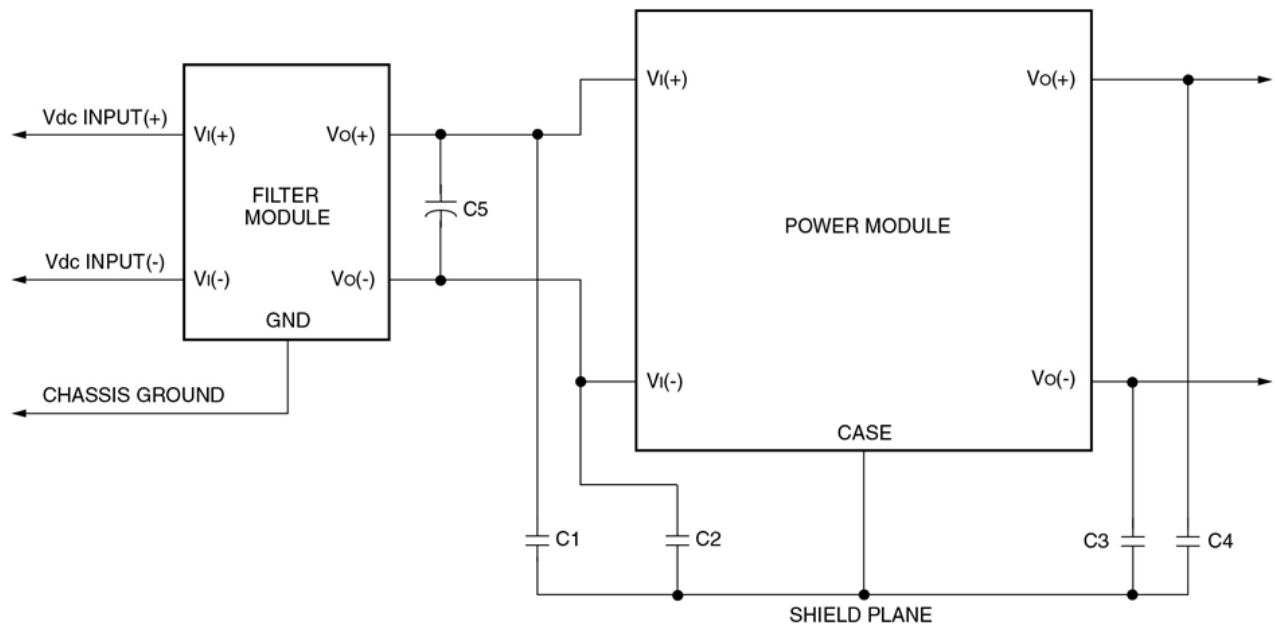 Vdc INPUT(+)
VI(+)
VO(+)
FILTER
MODULE
C5
Vdc INPUT(-)
VI(-)
VO(-)
GND
CHASSIS GROUND
VI(+)
VO(+)
POWER MODULE
VI(-)
VO(-)
CASE
C1
C2
C3
C4
SHIELD PLANE